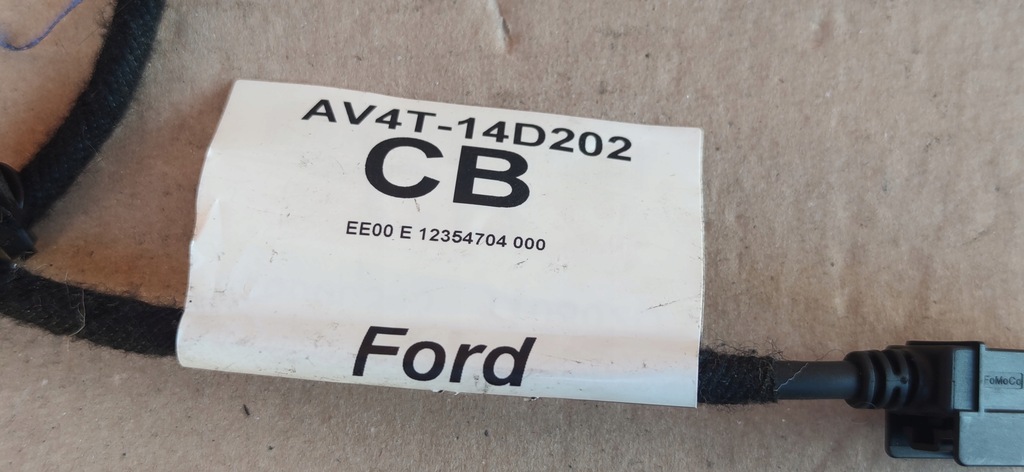 AV4T-14D202
CB
EE00 E 12354704 000
Ford
FoMoCo